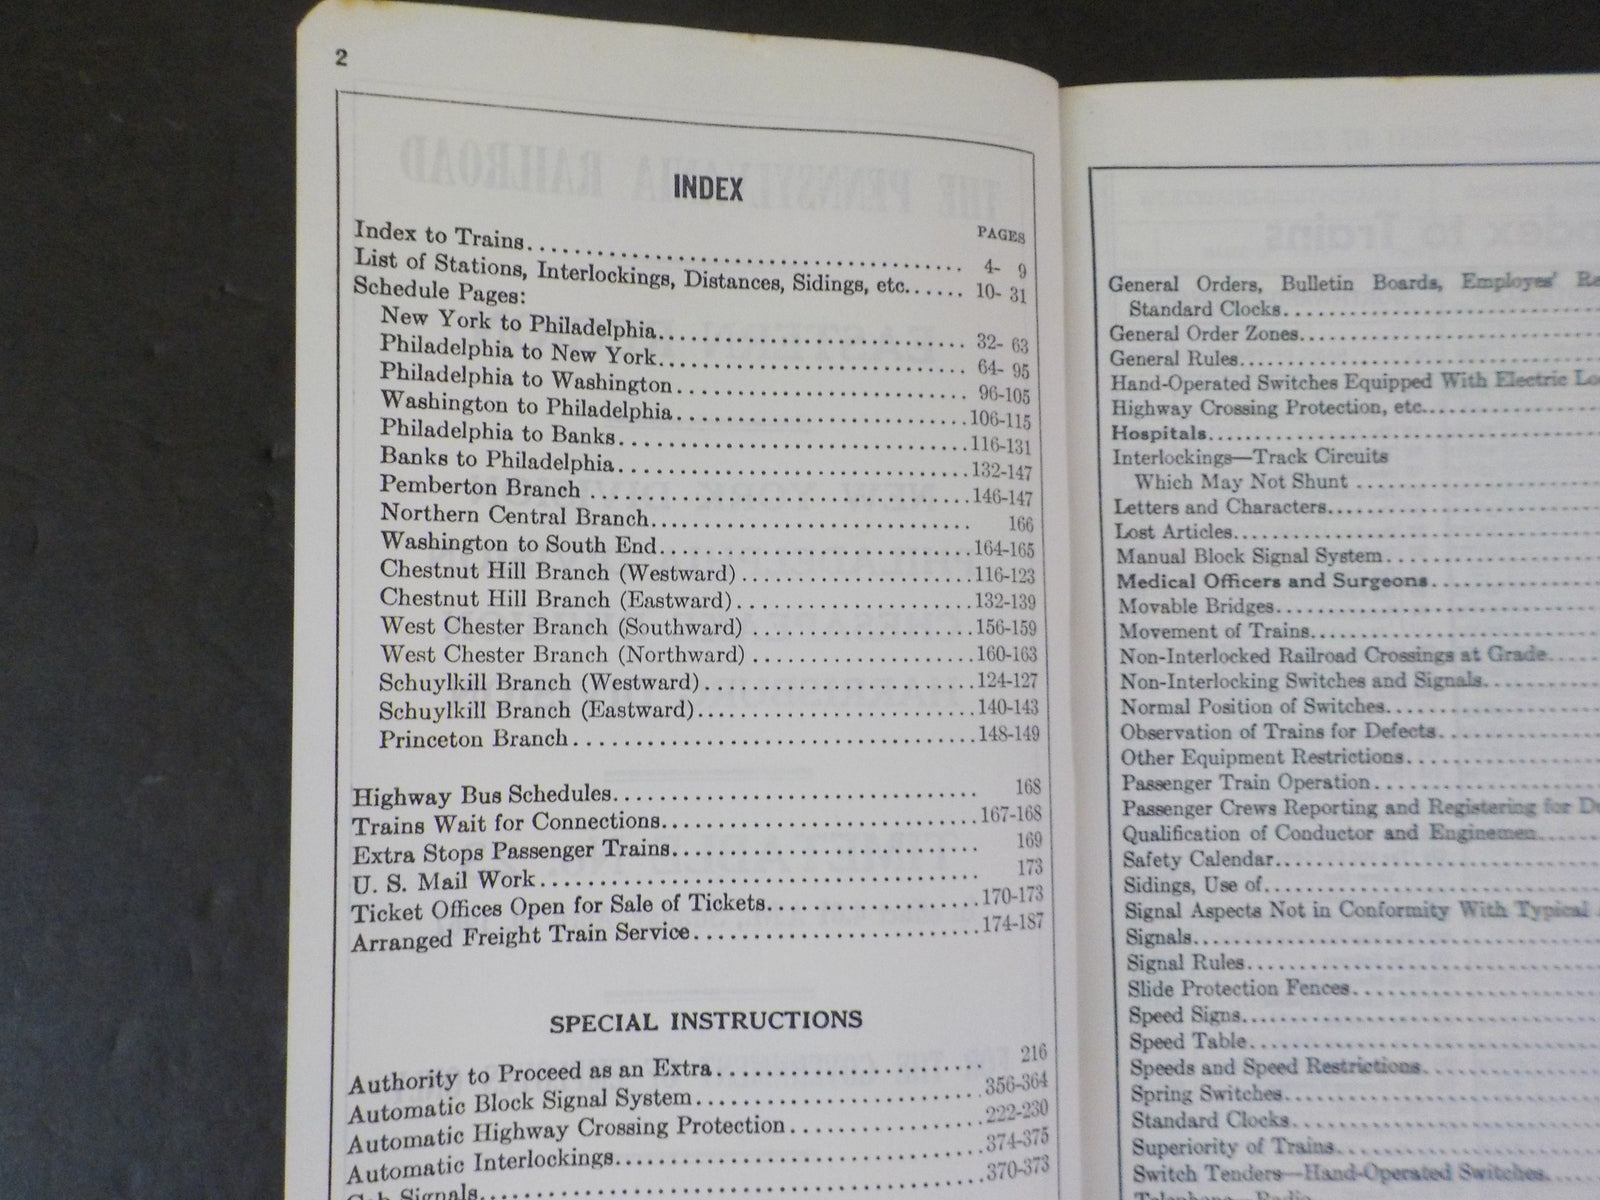 2
INDEX
PAGES
Index to Trains........ 4- 9
List of Stations, Interlockings, Distances, Sidings, etc...... 10- 31
Schedule Pages:
New York to Philadelphia........ 32- 63
Philadelphia to New York........ 64- 95
Philadelphia to Washington........ 96-105
Washington to Philadelphia........ 106-115
Philadelphia to Banks........ 116-131
Banks to Philadelphia........ 132-147
Pemberton Branch ........ 146-147
Northern Central Branch........ 166
Washington to South End........ 164-165
Chestnut Hill Branch (Westward)........ 116-123
Chestnut Hill Branch (Eastward)........ 132-139
West Chester Branch (Southward) ........ 156-159
West Chester Branch (Northward) ........ 160-163
Schuylkill Branch (Westward)........ 124-127
Schuylkill Branch (Eastward)........ 140-143
Princeton Branch........ 148-149
Highway Bus Schedules........ 168
Trains Wait for Connections........ 167-168
Extra Stops Passenger Trains........ 169
U. S. Mail Work........ 173
Ticket Offices Open for Sale of Tickets........ 170-173
Arranged Freight Train Service........ 174-187
SPECIAL INSTRUCTIONS
Authority to Proceed as an Extra........ 216
Automatic Block Signal System........ 356-364
Automatic Highway Crossing Protection........ 222-230
Automatic Interlockings........ 374-375
Cab Signals........ 370-373
General Orders, Bulletin Boards, Employes'
Standard Clocks........
General Order Zones........
General Rules........
Hand-Operated Switches Equipped With Electric
Highway Crossing Protection, etc........
Hospitals........
Interlockings—Track Circuits
Which May Not Shunt ........
Letters and Characters........
Lost Articles........
Manual Block Signal System........
Medical Officers and Surgeons........
Movable Bridges........
Movement of Trains........
Non-Interlocked Railroad Crossings at Grade........
Non-Interlocking Switches and Signals........
Normal Position of Switches........
Observation of Trains for Defects........
Other Equipment Restrictions........
Passenger Train Operation........
Passenger Crews Reporting and Registering for
Qualification of Conductor and Enginemen........
Safety Calendar........
Sidings, Use of........
Signal Aspects Not in Conformity With Typical
Signals........
Signal Rules........
Slide Protection Fences........
Speed Signs........
Speed Table........
Speeds and Speed Restrictions........
Spring Switches........
Standard Clocks........
Superiority of Trains........
Switch Tenders—Hand-Operated Switches........
Telephone—Radio